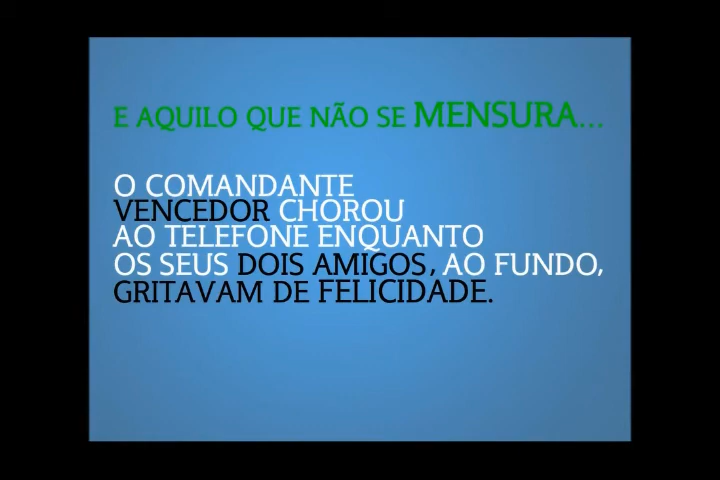 E AQUILO QUE NÃO SE MENSURA...
O COMANDANTE
VENCEDOR CHOROU
AO TELEFONE ENQUANTO
OS SEUS DOIS AMIGOS, AO FUNDO,
GRITAVAM DE FELICIDADE.